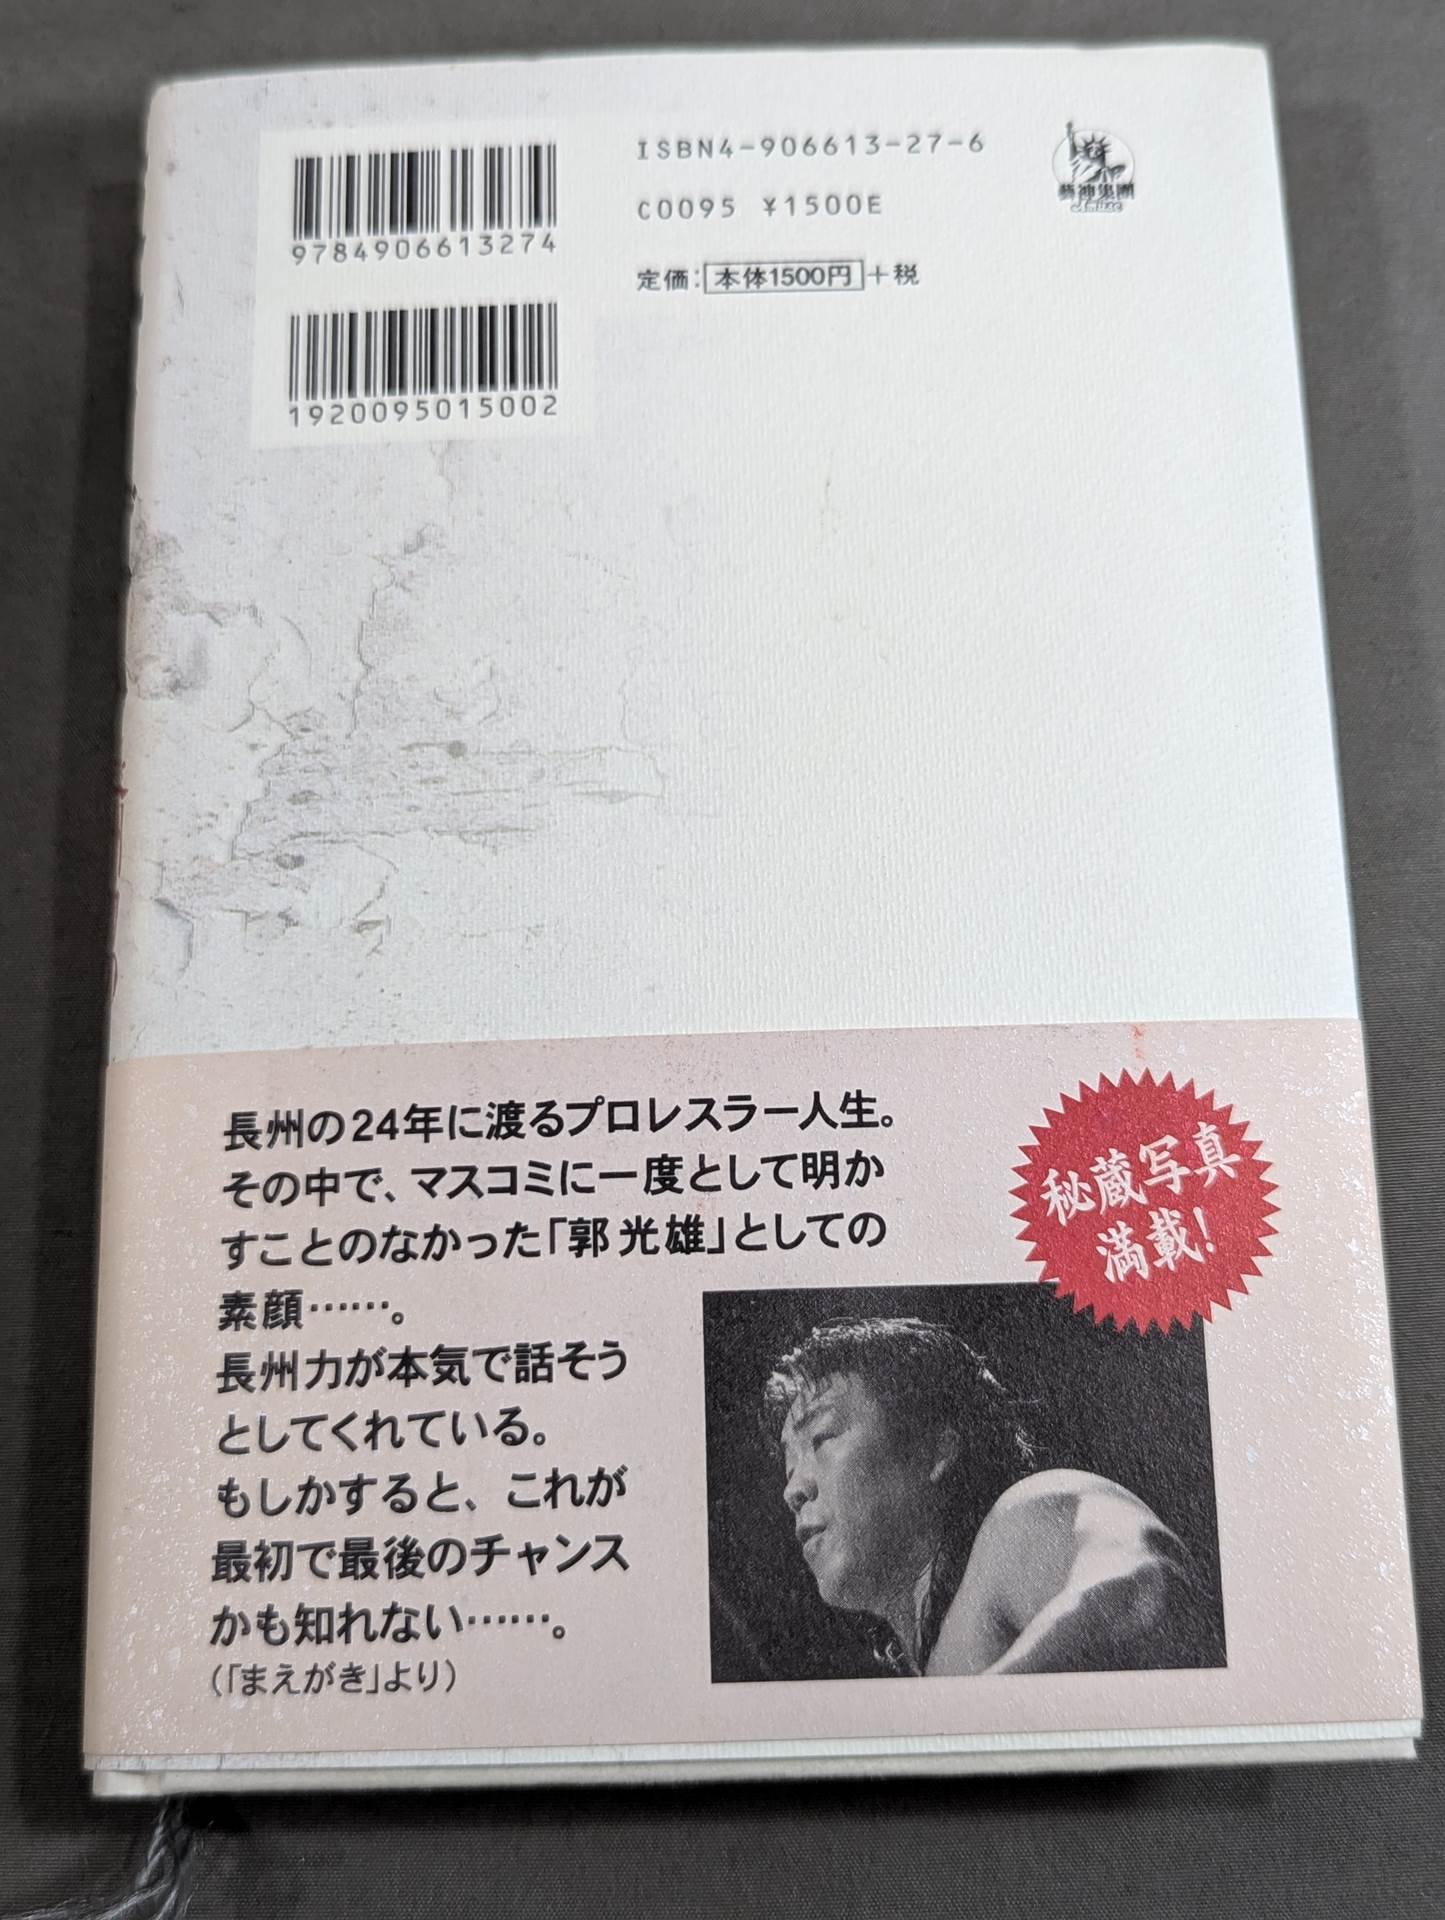 9784906613274
1920095015002
ISBN4-906613-27-6
C0095 ¥1500E
定価：本体1500円＋税
藝神集團
Amuse
長州の24年に渡るプロレスラー人生。
その中で、マスコミに一度として明か
すことのなかった「郭 光雄」としての
素顔……。
長州力が本気で話そう
としてくれている。
もしかすると、これが
最初で最後のチャンス
かも知れない……。
（「まえがき」より）
秘蔵写真
満載！